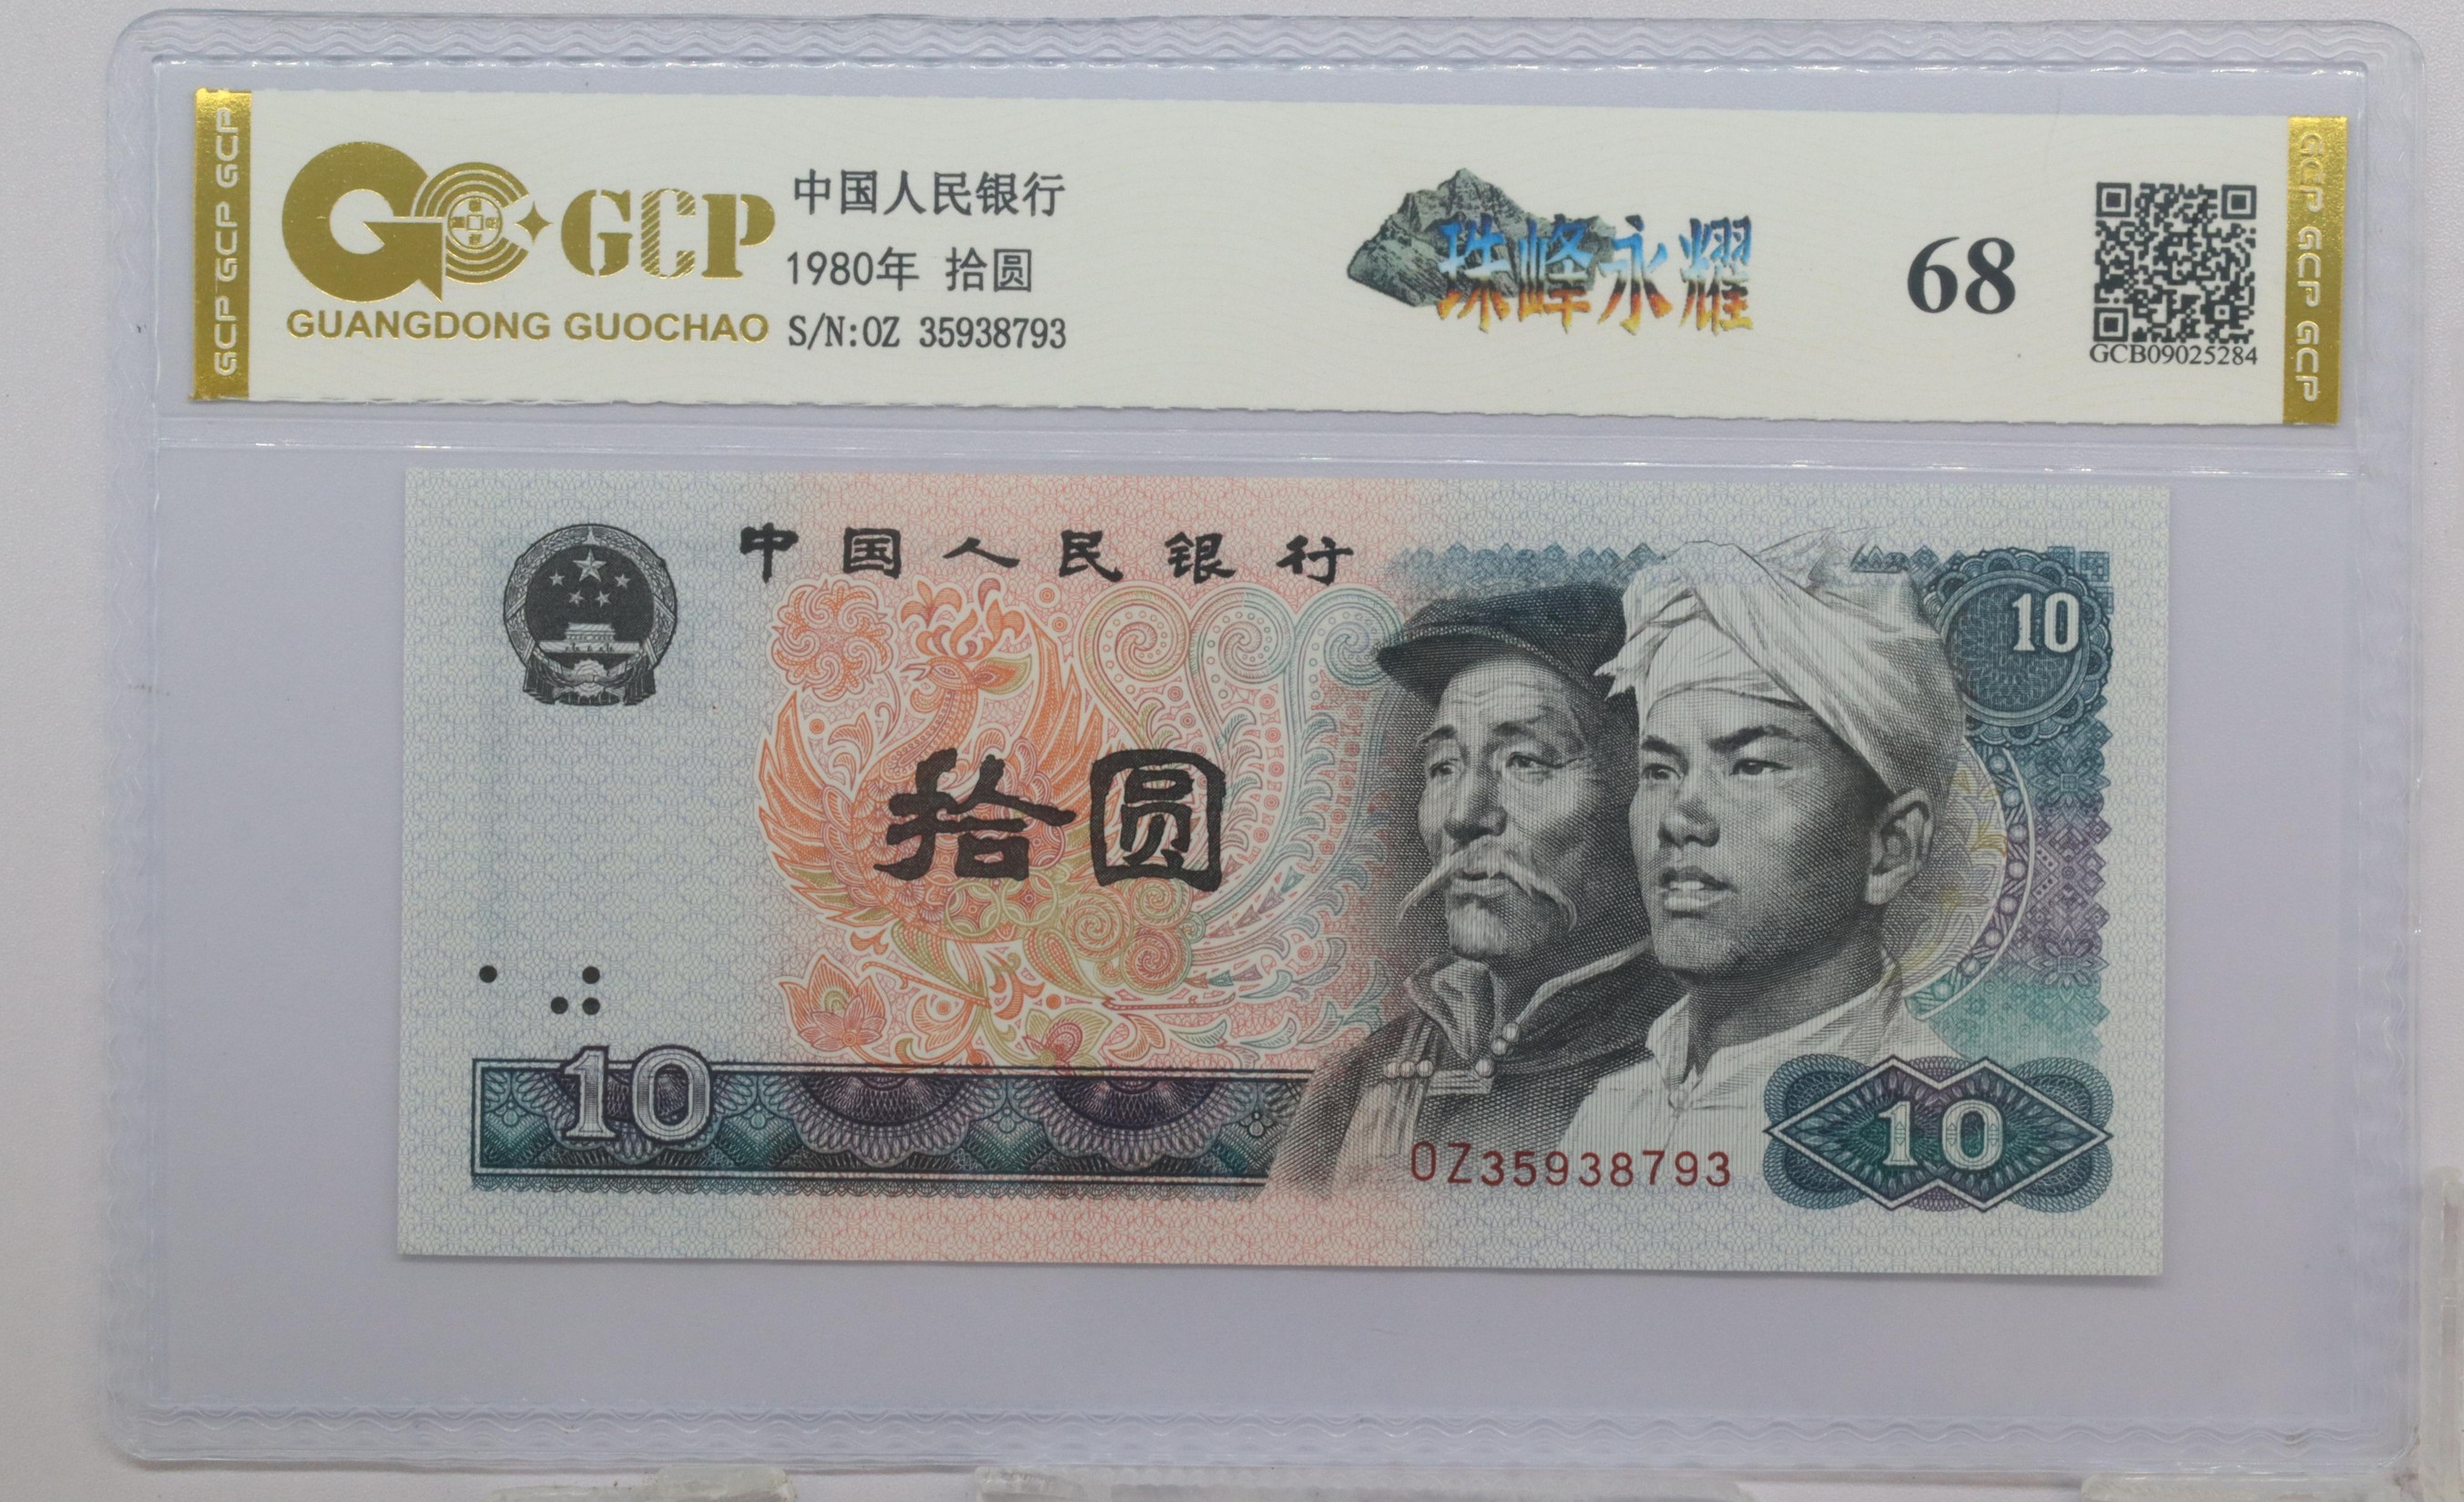 GCP GCP GCP
GCP
GUANGDONG GUOCHAO
中国人民银行
1980年 拾圆
S/N:OZ 35938793
珠峰永耀
68
GCB09025284
GCP GCP GCP
中国人民银行
10
拾圆
10
OZ35938793
10